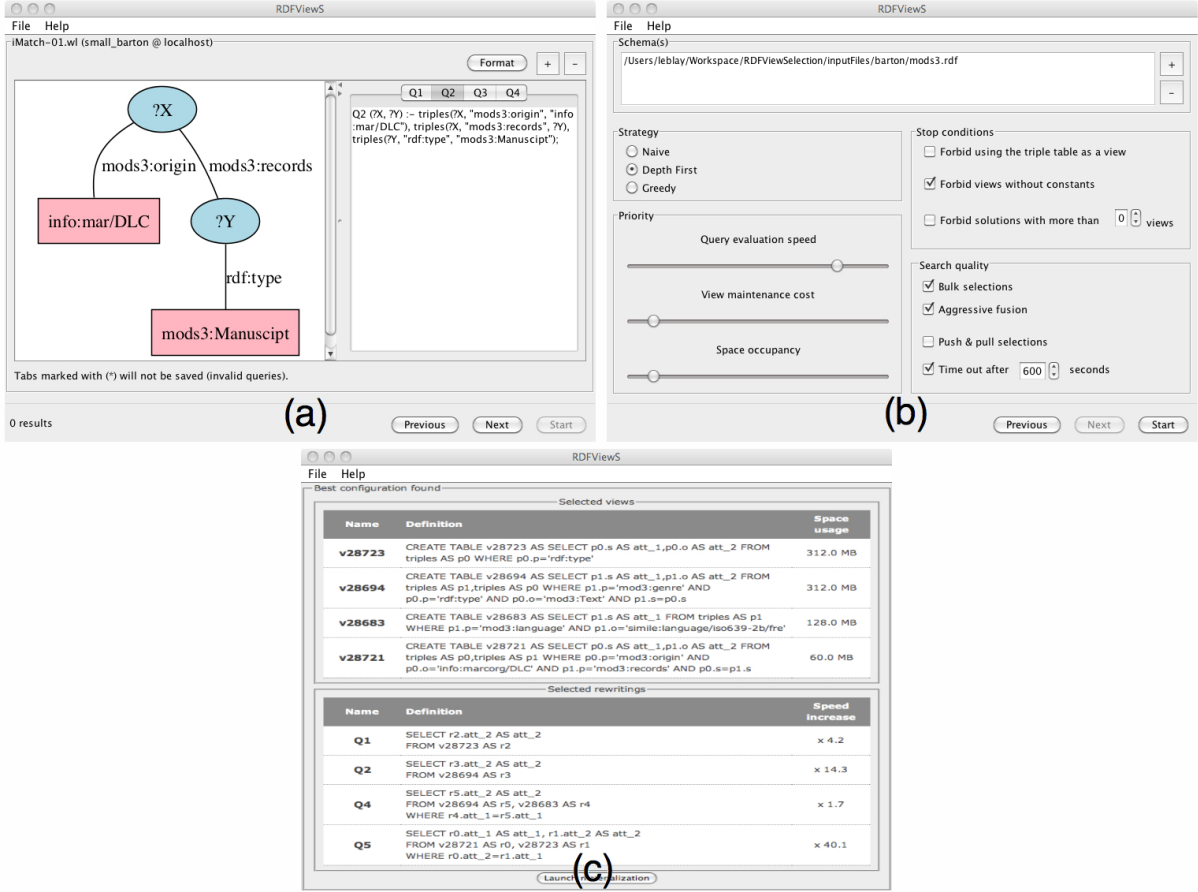 RDFViewS
File Help
iMatch-01.wl (small_barton @ localhost)
Format + -
?X
mods3:origin mods3:records
info:mar/DLC ?Y
rdf:type
mods3:Manuscipt
Q1 Q2 Q3 Q4
Q2 (?X, ?Y) :- triples(?X, "mods3:origin", "info
:mar/DLC"), triples(?X, "mods3:records", ?Y),
triples(?Y, "rdf:type", "mods3:Manuscipt");
Tabs marked with (*) will not be saved (invalid queries).
0 results
(a)
Previous Next Start
RDFViewS
File Help
Schema(s)
/Users/leblay/Workspace/RDFViewSelection/inputFiles/barton/mods3.rdf
+
-
Strategy
Naive
Depth First
Greedy
Priority
Query evaluation speed
View maintenance cost
Space occupancy
Stop conditions
Forbid using the triple table as a view
Forbid views without constants
Forbid solutions with more than 0 views
Search quality
Bulk selections
Aggressive fusion
Push & pull selections
Time out after 600 seconds
(b)
Previous Next Start
RDFViewS
File Help
Best configuration found
Selected views
Name Definition Space
usage
v28723 CREATE TABLE v28723 AS SELECT p0.s AS att_1,p0.o AS att_2 FROM
triples AS p0 WHERE p0.p='rdf:type' 312.0 MB
v28694 CREATE TABLE v28694 AS SELECT p1.s AS att_1,p1.o AS att_2 FROM
triples AS p1,triples AS p0 WHERE p1.p='mod3:genre' AND
p0.p='rdf:type' AND p0.o='mod3:Text' AND p1.s=p0.s 312.0 MB
v28683 CREATE TABLE v28683 AS SELECT p1.s AS att_1 FROM triples AS p1
WHERE p1.p='mod3:language' AND p1.o='simile:language/iso639-2b/fre' 128.0 MB
v28721 CREATE TABLE v28721 AS SELECT p0.s AS att_1,p1.o AS att_2 FROM
triples AS p0,triples AS p1 WHERE p0.p='mod3:origin' AND
p0.o='info:marcorg/DLC' AND p1.p='mod3:records' AND p0.s=p1.s 60.0 MB
Selected rewritings
Name Definition Speed
increase
Q1 SELECT r2.att_2 AS att_2
FROM v28723 AS r2 x 4.2
Q2 SELECT r3.att_2 AS att_2
FROM v28694 AS r3 x 14.3
Q4 SELECT r5.att_2 AS att_2
FROM v28694 AS r5, v28683 AS r4
WHERE r4.att_1=r5.att_1 x 1.7
Q5 SELECT r0.att_1 AS att_1, r1.att_2 AS att_2
FROM v28721 AS r0, v28723 AS r1
WHERE r0.att_2=r1.att_1 x 40.1
(c)
Launch